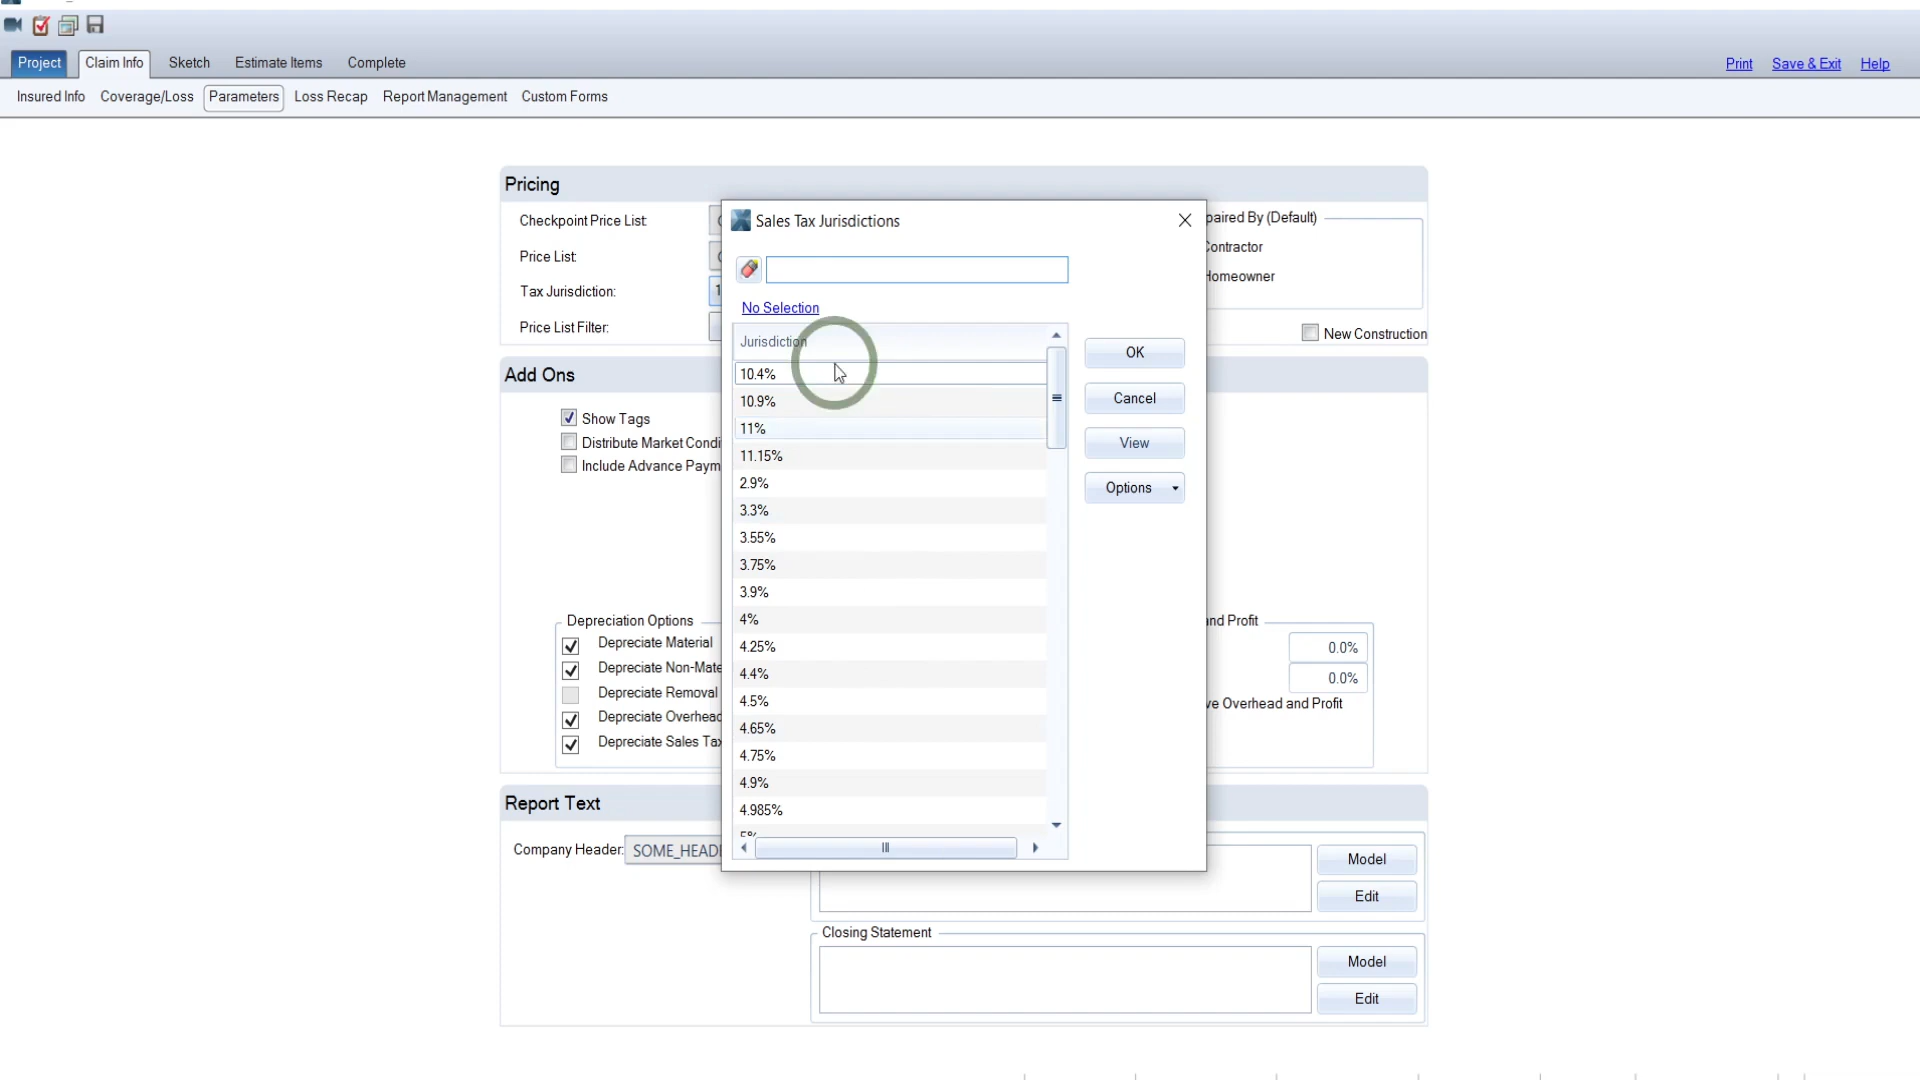 Project
Claim Info
Sketch
Estimate Items
Complete
Print
Save & Exit
Help
Insured Info
Coverage/Loss
Parameters
Loss Recap
Report Management
Custom Forms
Pricing
Checkpoint Price List:
Price List:
Tax Jurisdiction:
Price List Filter:
paired By (Default)
Contractor
Homeowner
New Construction
Add Ons
Show Tags
Distribute Market Condi
Include Advance Paym
Depreciation Options
Depreciate Material
Depreciate Non-Mate
Depreciate Removal
Depreciate Overhead
Depreciate Sales Tax
and Profit
0.0%
0.0%
ve Overhead and Profit
Report Text
Company Header:
SOME_HEAD
Model
Edit
Closing Statement
Model
Edit
Sales Tax Jurisdictions
No Selection
Jurisdiction
10.4%
10.9%
11%
11.15%
2.9%
3.3%
3.55%
3.75%
3.9%
4%
4.25%
4.4%
4.5%
4.65%
4.75%
4.9%
4.985%
5%
OK
Cancel
View
Options